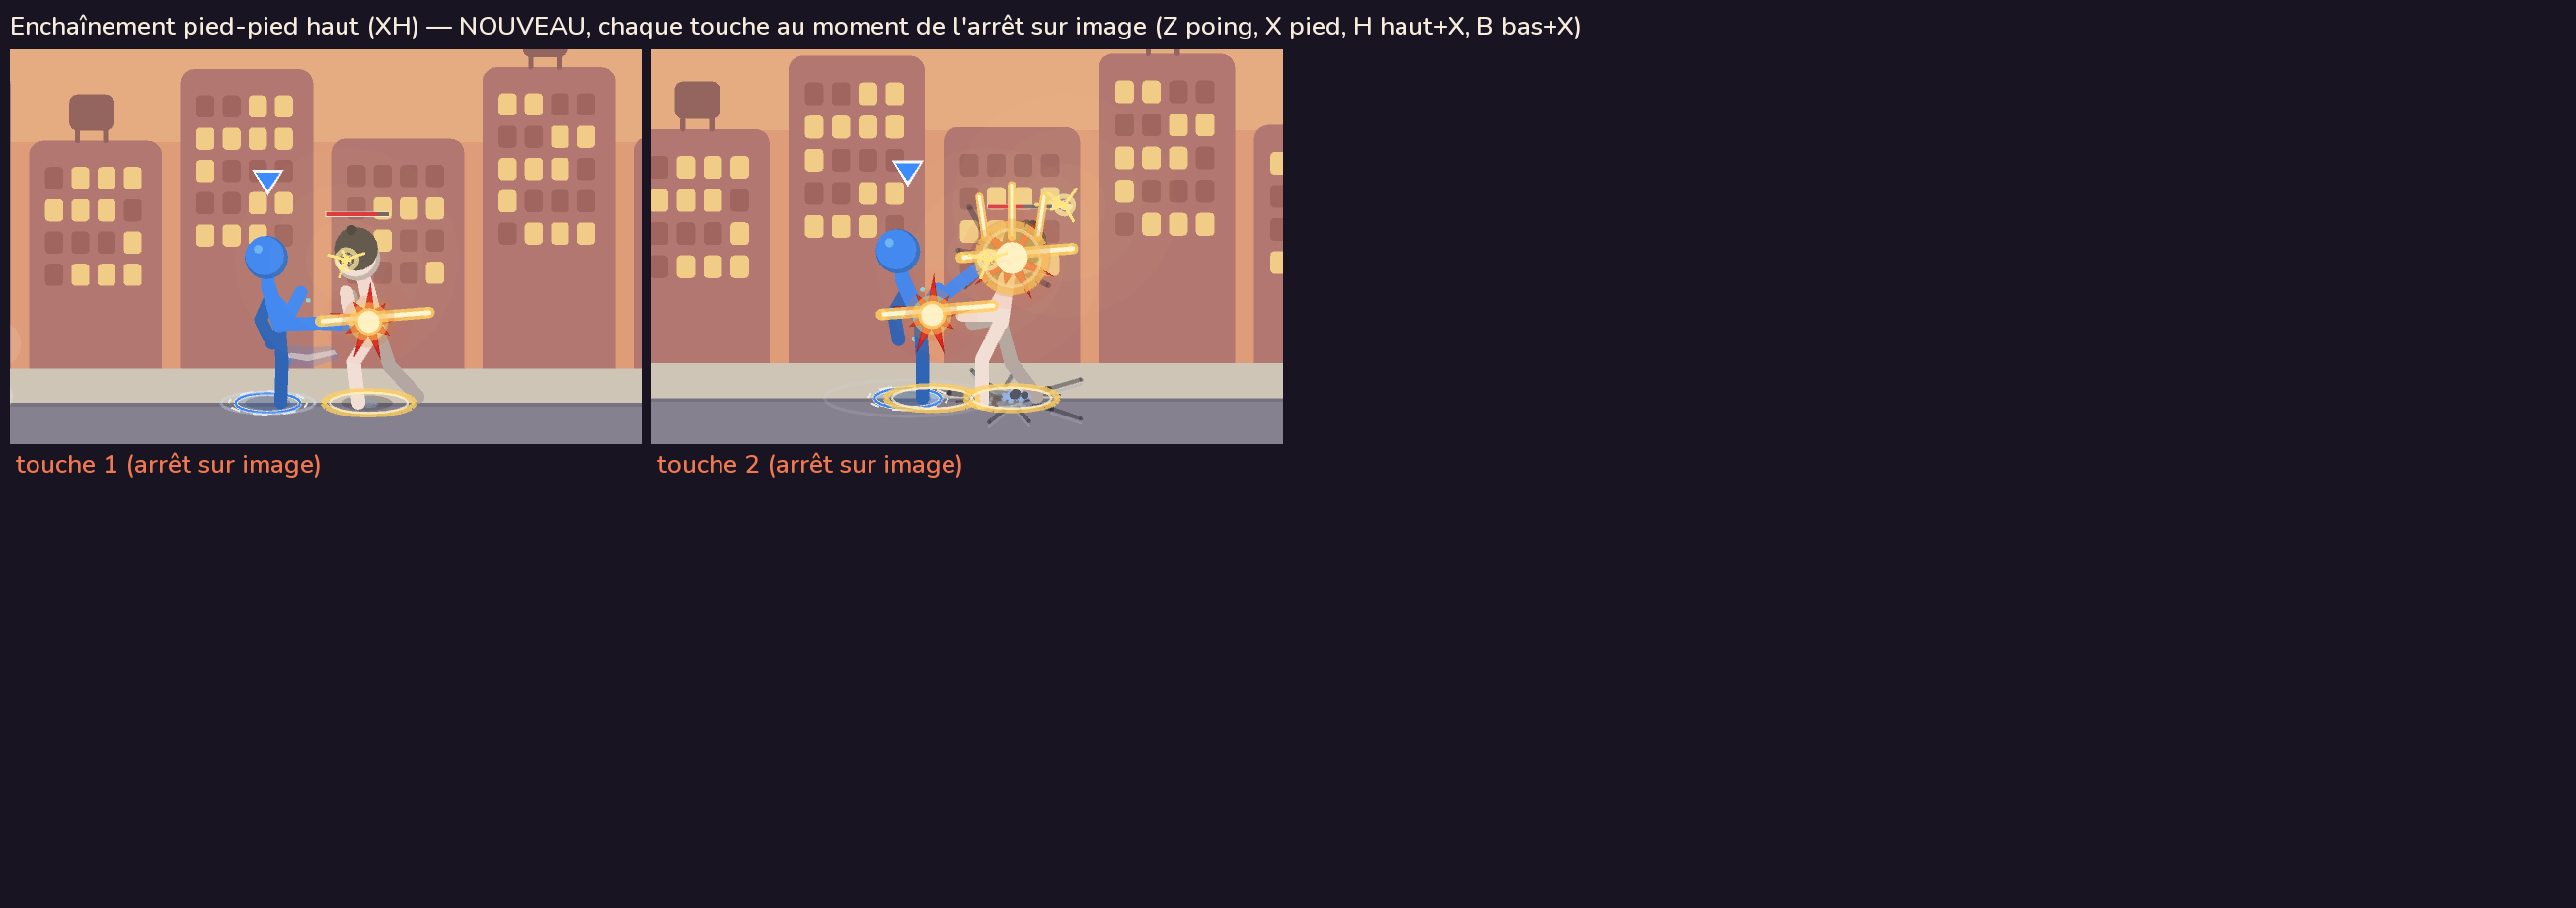 Enchaînement pied-pied haut (XH) — NOUVEAU, chaque touche au moment de l'arrêt sur image (Z poing, X pied, H haut+X, B bas+X)
touche 1 (arrêt sur image)
touche 2 (arrêt sur image)